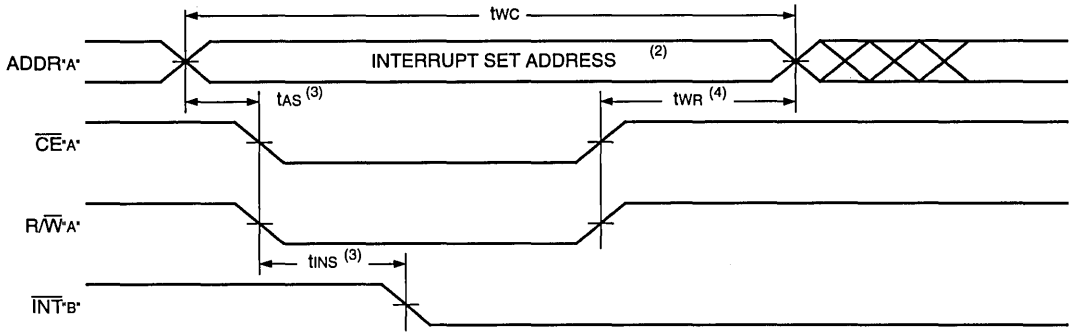 tWC
ADDR"A"
INTERRUPT SET ADDRESS (2)
tAS (3)
tWR (4)
CE"A"
R/W"A"
tINS (3)
INT"B"